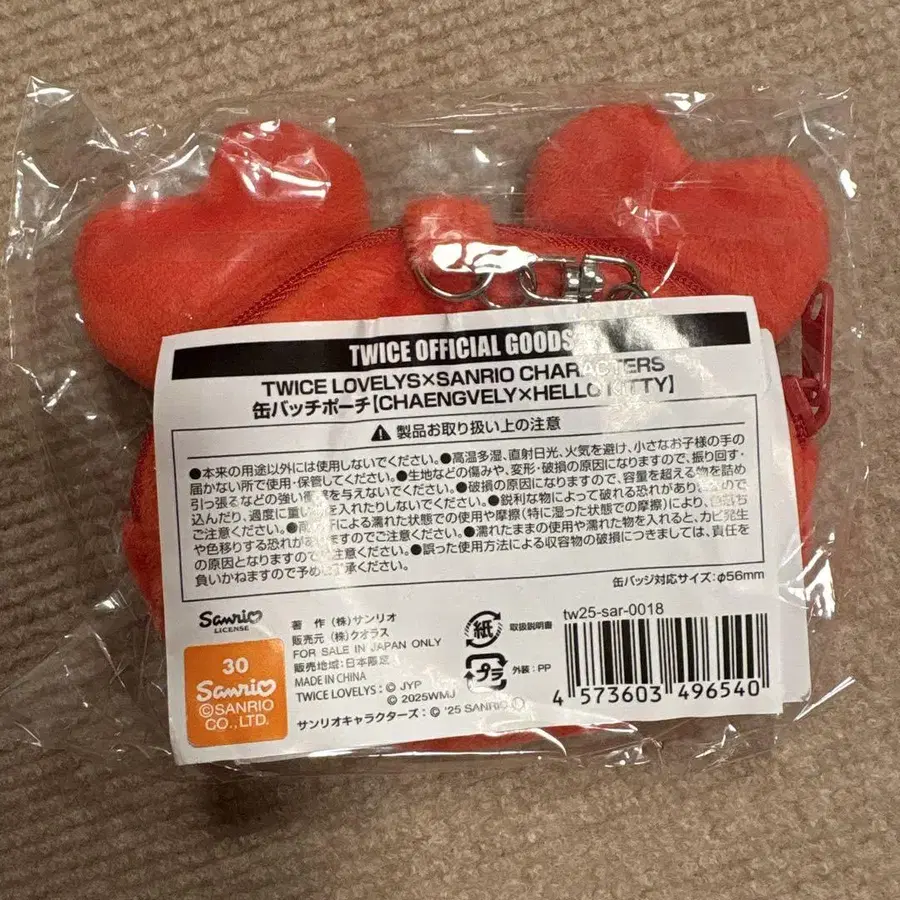 TWICE OFFICIAL GOODS
TWICE LOVELYS×SANRIO CHARACTERS
缶バッチポーチ【CHAENGVELY×HELLO KITTY】
⚠製品お取り扱い上の注意
●本来の用途以外には使用しないでください。●高温多湿、直射日光、火気を避け、小さなお子様の手の
届かない所で使用・保管してください。●生地などの傷みや、変形・破損の原因になりますので、振り回す・
引っ張るなどの強い衝撃を与えないでください。●破損の原因になりますので、容量を超える物を詰め
込んだり、過度に重い物を入れたりしないでください。●鋭利な物によって破れる恐れがありますので
ご注意ください。●雨や汗による濡れた状態での使用や摩擦(特に湿った状態での摩擦)により、色落ち
や色移りする恐れがありますのでご注意ください。●濡れたままの使用や濡れた物を入れると、カビ発生
の原因となりますのでご注意ください。●誤った使用方法による収容物の破損につきましては、責任を
負いかねますので予めご了承ください。
缶バッジ対応サイズ:φ56mm
Sanrio
LICENSE
30
Sanrio
©SANRIO
CO., LTD.
著作 (株)サンリオ
販売元 (株)クオラス
FOR SALE IN JAPAN ONLY
販売地域:日本限定
MADE IN CHINA
TWICE LOVELYS:© JYP
© 2025WMJ
サンリオキャラクターズ:© '25 SANRIO
紙
取扱説明書
プラ
外装:PP
tw25-sar-0018
4 573603 496540